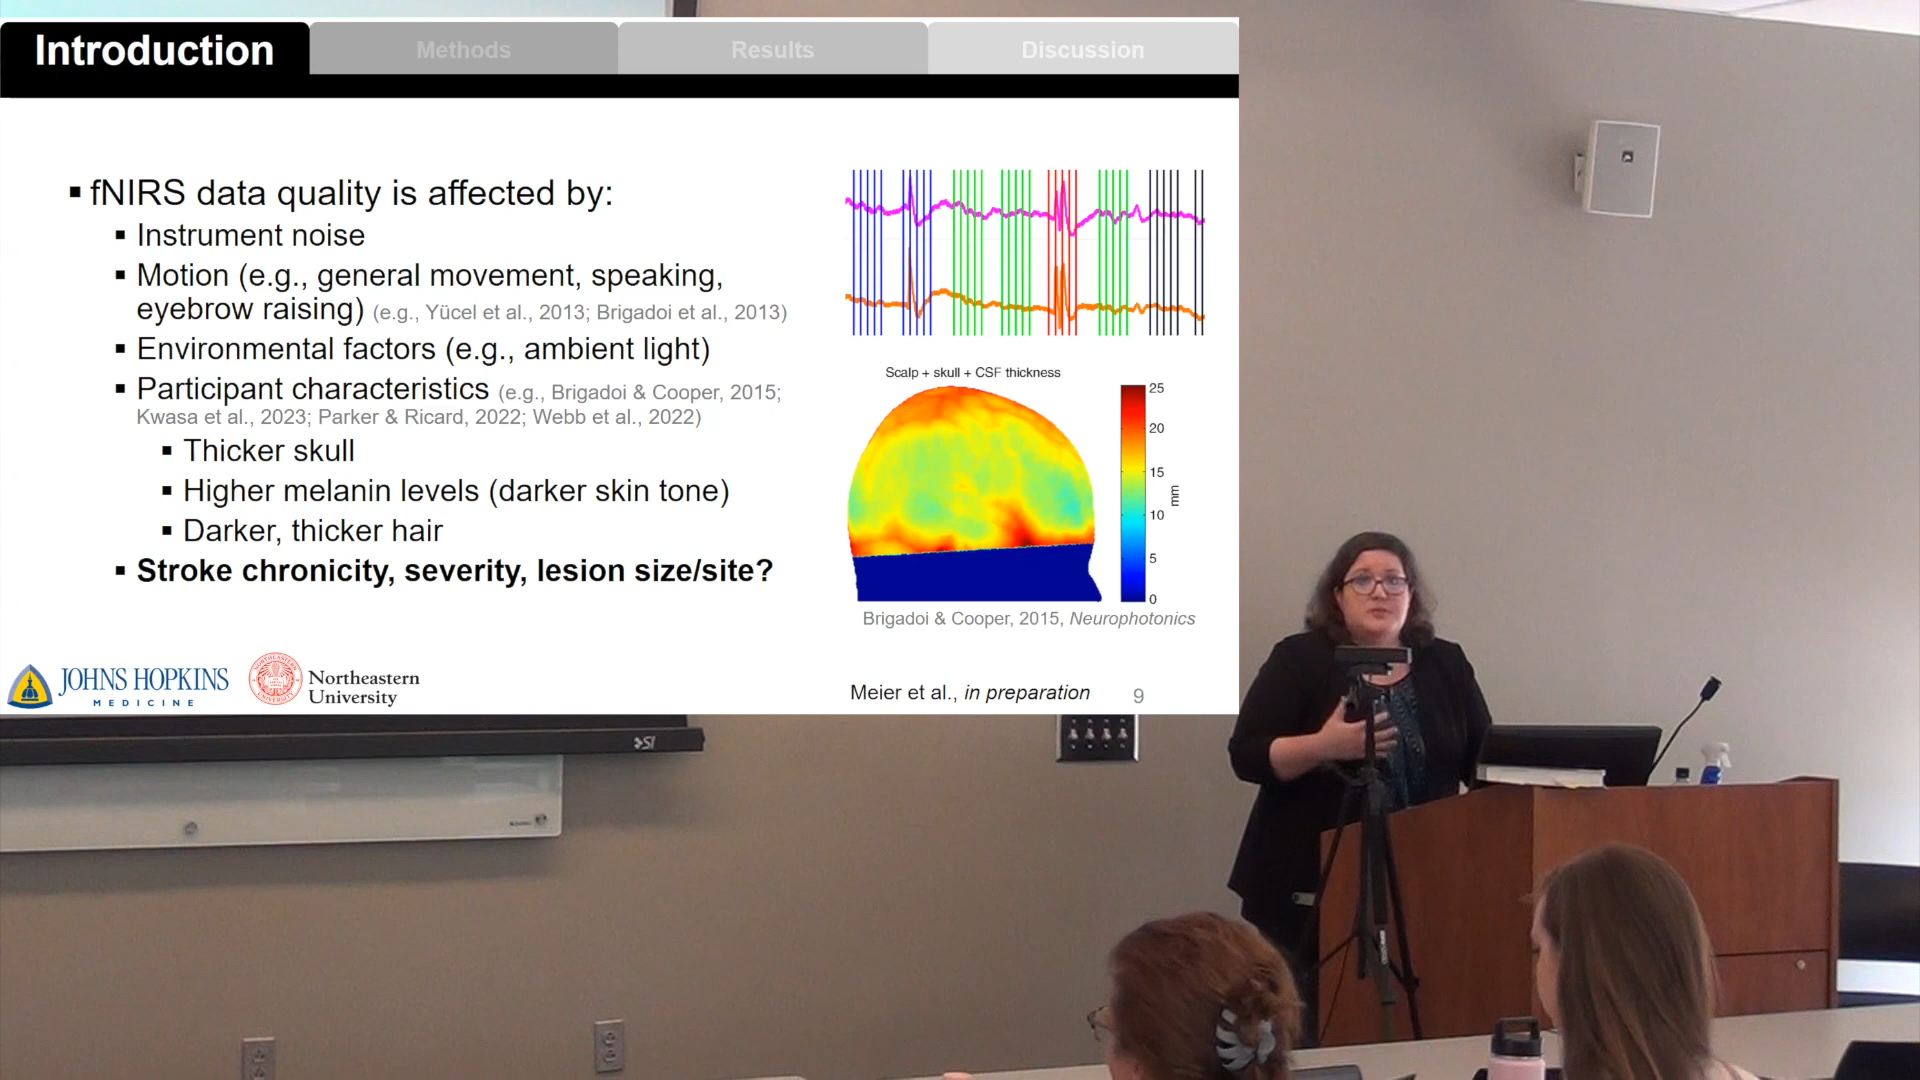 Introduction
Methods
Results
Discussion
▪ fNIRS data quality is affected by:
▪ Instrument noise
▪ Motion (e.g., general movement, speaking,
eyebrow raising) (e.g., Yücel et al., 2013; Brigadoi et al., 2013)
▪ Environmental factors (e.g., ambient light)
▪ Participant characteristics (e.g., Brigadoi & Cooper, 2015;
Kwasa et al., 2023; Parker & Ricard, 2022; Webb et al., 2022)
▪ Thicker skull
▪ Higher melanin levels (darker skin tone)
▪ Darker, thicker hair
▪ Stroke chronicity, severity, lesion size/site?
Scalp + skull + CSF thickness
25
20
15
10
5
0
mm
Brigadoi & Cooper, 2015, Neurophotonics
JOHNS HOPKINS
MEDICINE
Northeastern
University
Meier et al., in preparation
9
SI